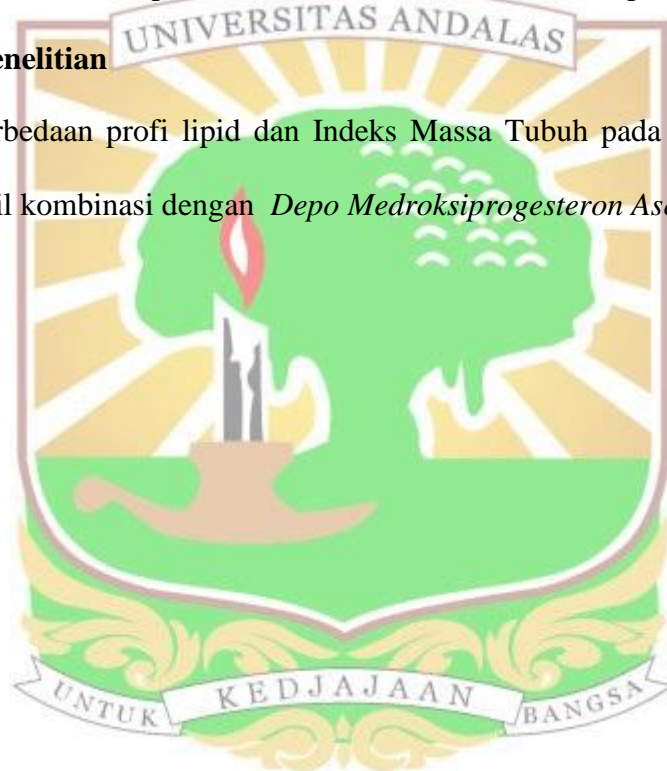 UNIVERSITAS ANDALAS
enelitian
rbedaan profi lipid dan Indeks Massa Tubuh pada
il kombinasi dengan Depo Medroksiprogesteron As
UNTUK KEDJAJAAN BANGSA